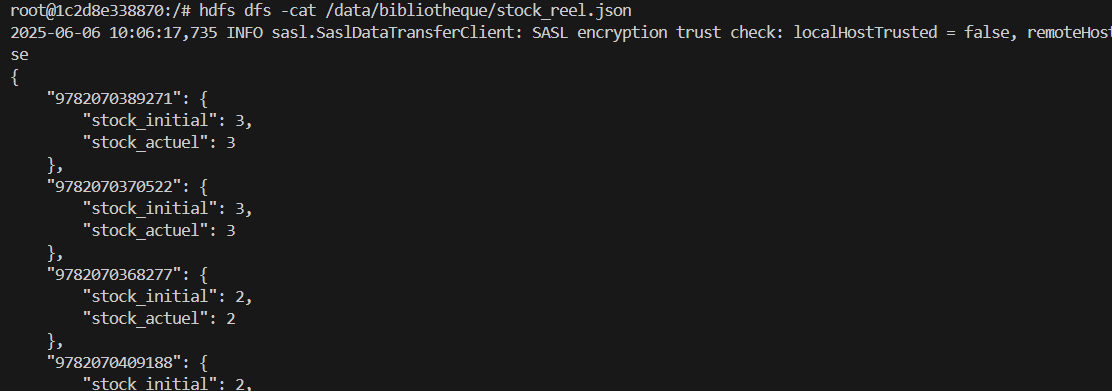 root@1c2d8e338870:/# hdfs dfs -cat /data/bibliotheque/stock_reel.json
2025-06-06 10:06:17,735 INFO sasl.SaslDataTransferClient: SASL encryption trust check: localHostTrusted = false, remoteHost
se
{
    "9782070389271": {
        "stock_initial": 3,
        "stock_actuel": 3
    },
    "9782070370522": {
        "stock_initial": 3,
        "stock_actuel": 3
    },
    "9782070368277": {
        "stock_initial": 2,
        "stock_actuel": 2
    },
    "9782070409188": {
        "stock_initial": 2,